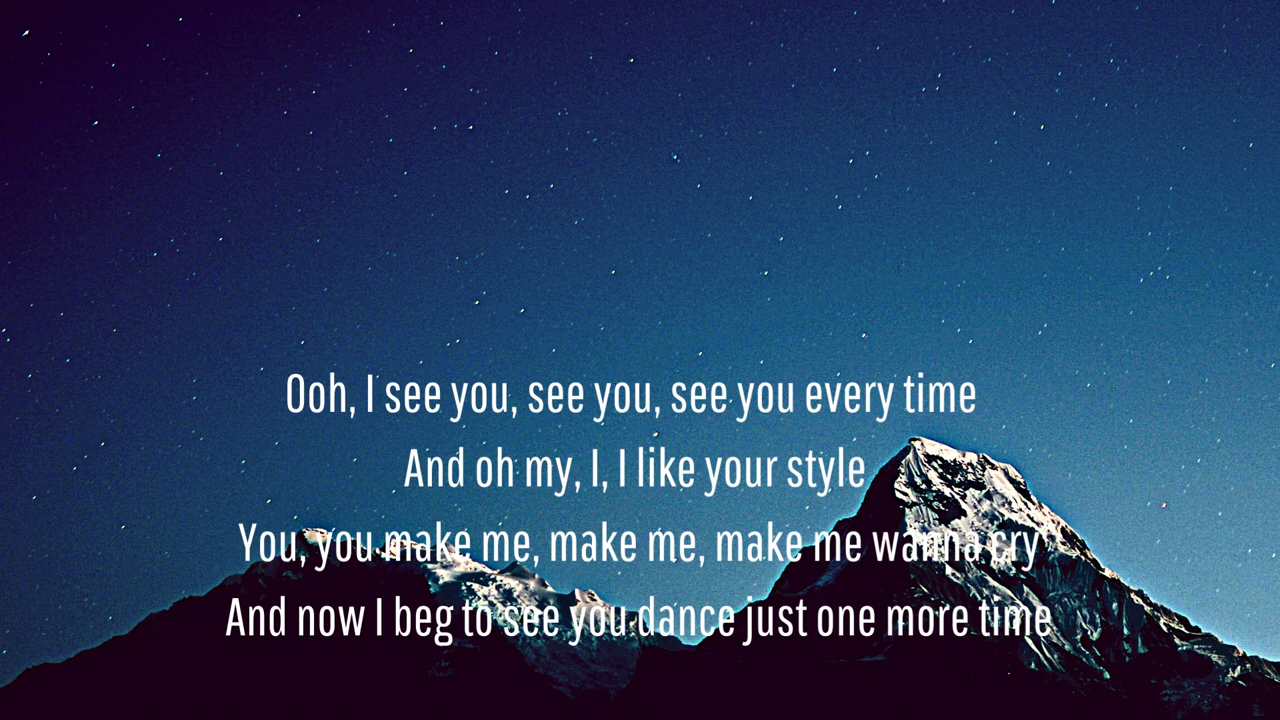 Ooh, I see you, see you, see you every time
And oh my, I, I like your style
You, you make me, make me, make me wanna cry
And now I beg to see you dance just one more time